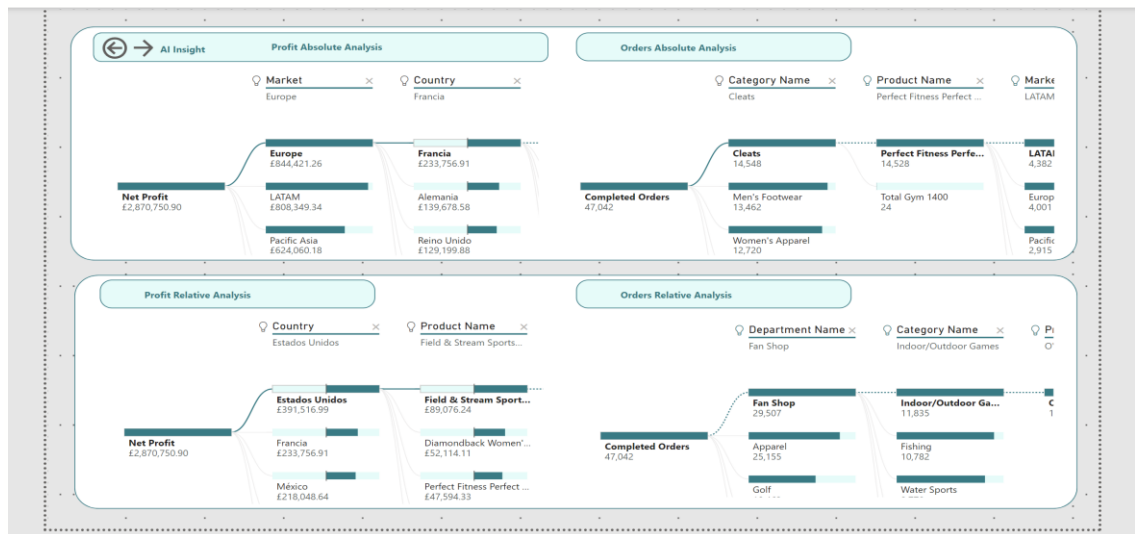 AI Insight
Profit Absolute Analysis
Market
Europe
Country
Francia
Net Profit
£2,870,750.90
Europe
£844,421.26
LATAM
£808,349.34
Pacific Asia
£624,060.18
Francia
£233,756.91
Alemania
£139,678.58
Reino Unido
£129,199.88
Orders Absolute Analysis
Category Name
Cleats
Product Name
Perfect Fitness Perfect ...
Marke
LATAM
Completed Orders
47,042
Cleats
14,548
Men's Footwear
13,462
Women's Apparel
12,720
Perfect Fitness Perfe...
14,528
Total Gym 1400
24
LATAI
4,382
Europ
4,001
Pacific
2,915
Profit Relative Analysis
Country
Estados Unidos
Product Name
Field & Stream Sports...
Net Profit
£2,870,750.90
Estados Unidos
£391,516.99
Francia
£233,756.91
México
£218,048.64
Field & Stream Sport...
£89,076.24
Diamondback Women'...
£52,114.11
Perfect Fitness Perfect ...
£47,594.33
Orders Relative Analysis
Department Name
Fan Shop
Category Name
Indoor/Outdoor Games
Completed Orders
47,042
Fan Shop
29,507
Apparel
25,155
Golf
Indoor/Outdoor Ga...
11,835
Fishing
10,782
Water Sports